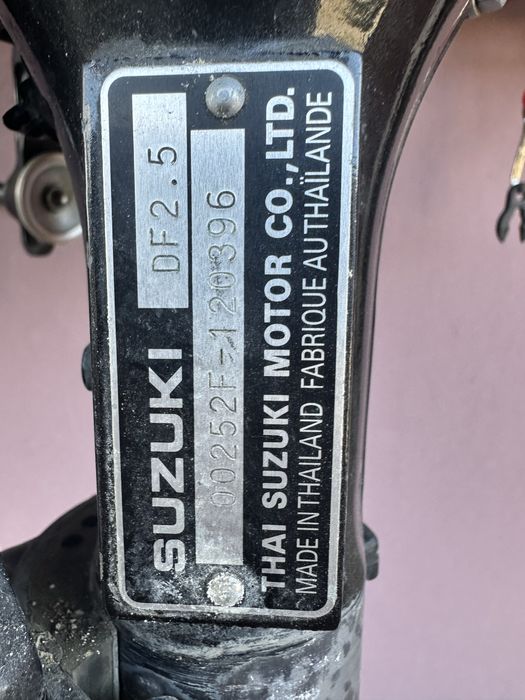 SUZUKI DF2.5
00252F-120396
THAI SUZUKI MOTOR CO.,LTD.
MADE IN THAILAND FABRIQUE AU THAÏLANDE